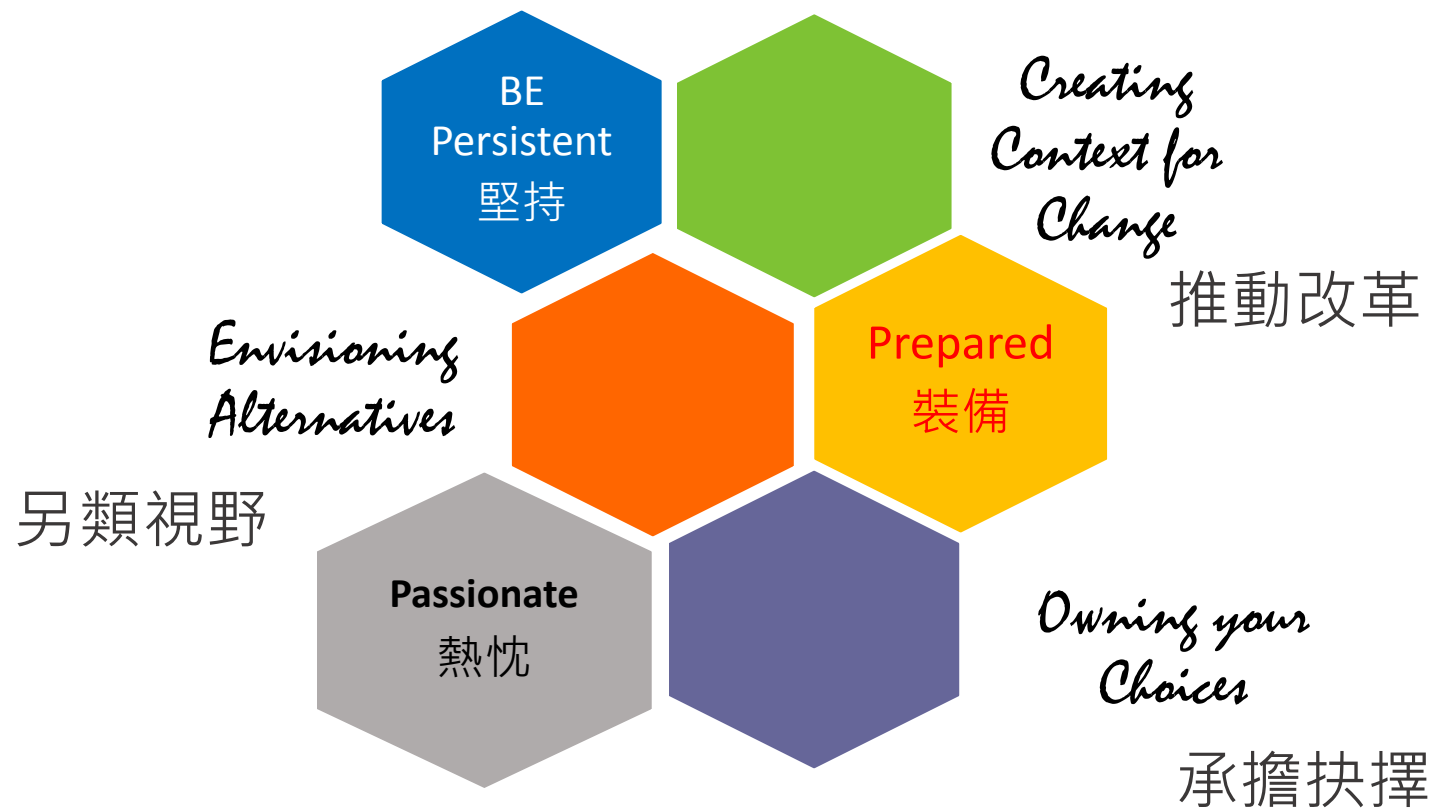 BE
Persistent
堅持
Creating
Context for
Change
推動改革
Envisioning
Alternatives
另類視野
Prepared
裝備
Passionate
熱忱
Owning your
Choices
承擔抉擇